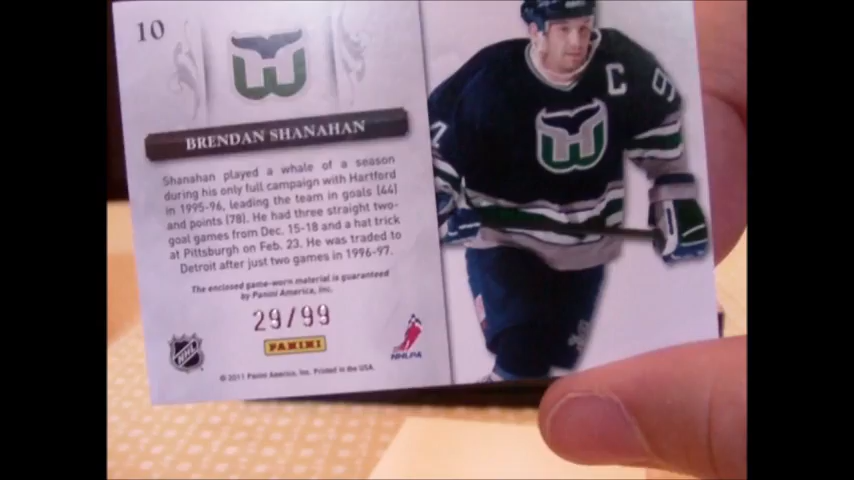 10
BRENDAN SHANAHAN
Shanahan played a whale of a season
during his only full campaign with Hartford
in 1995-96, leading the team in goals (44)
and points (78). He had three straight two-
goal games from Dec. 15-18 and a hat trick
at Pittsburgh on Feb. 23. He was traded to
Detroit after just two games in 1996-97.
The enclosed game-worn material is guaranteed
by Panini America, Inc.
29/99
PANINI
NHL
NHLPA
© 2011 Panini America, Inc. Printed in the USA.
C